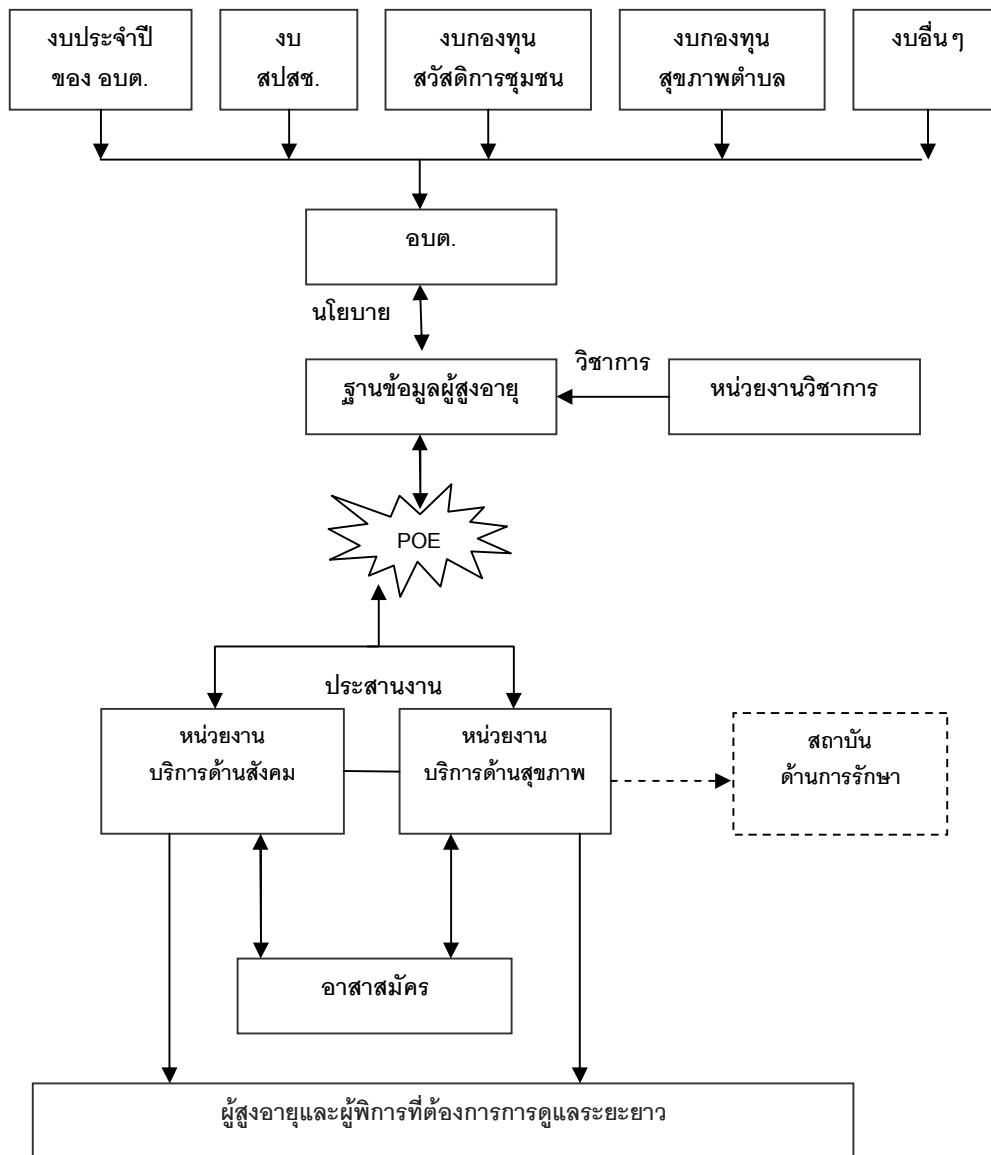 งบประจำปี
ของ อบต.
งบ
สปสช.
งบกองทุน
สวัสดิการชุมชน
งบกองทุน
สุขภาพตำบล
งบอื่น ๆ
อบต.
นโยบาย
วิชาการ
ฐานข้อมูลผู้สูงอายุ
หน่วยงานวิชาการ
POE
ประสานงาน
หน่วยงาน
บริการด้านสังคม
หน่วยงาน
บริการด้านสุขภาพ
สถาบัน
ด้านการรักษา
อาสาสมัคร
ผู้สูงอายุและผู้พิการที่ต้องการการดูแลระยะยาว